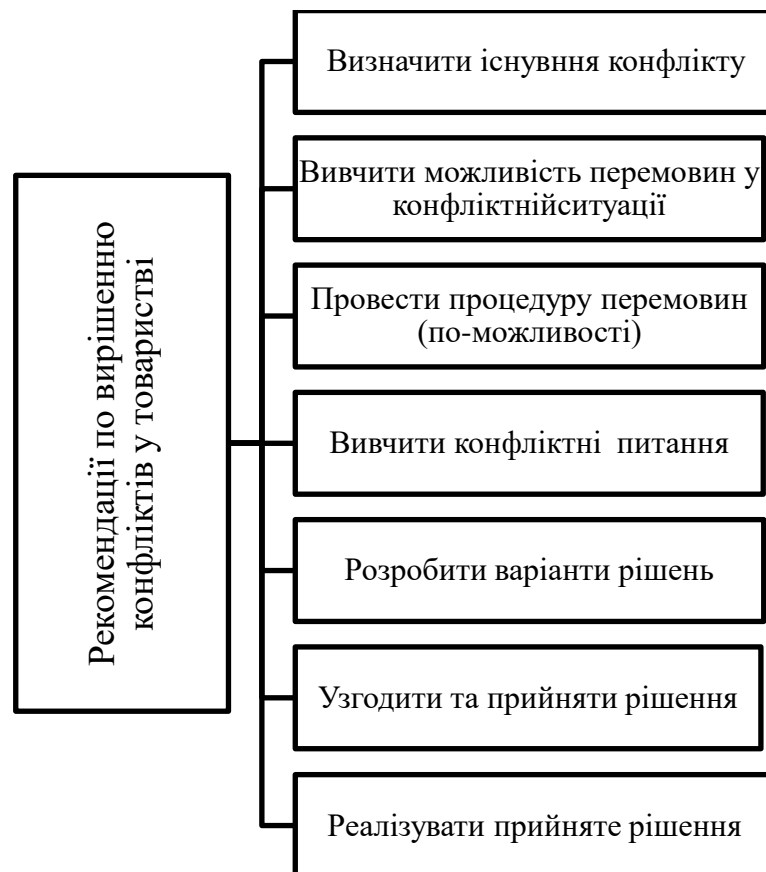 Рекомендації по вирішенню
конфліктів у товаристві
Визначити існувння конфлікту
Вивчити можливість перемовин у
конфліктнійситуації
Провести процедуру перемовин
(по-можливості)
Вивчити конфліктні питання
Розробити варіанти рішень
Узгодити та прийняти рішення
Реалізувати прийняте рішення